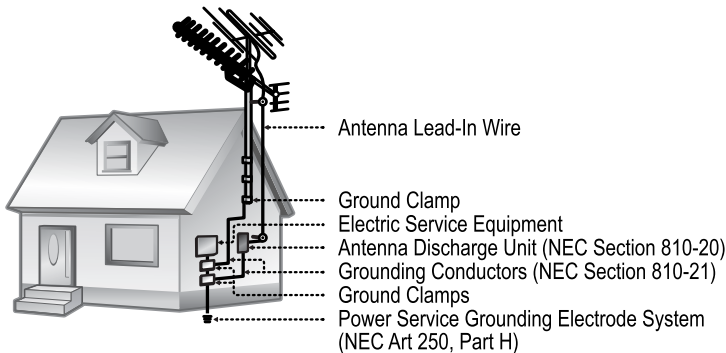 Antenna Lead-In Wire
Ground Clamp
Electric Service Equipment
Antenna Discharge Unit (NEC Section 810-20)
Grounding Conductors (NEC Section 810-21)
Ground Clamps
Power Service Grounding Electrode System
(NEC Art 250, Part H)